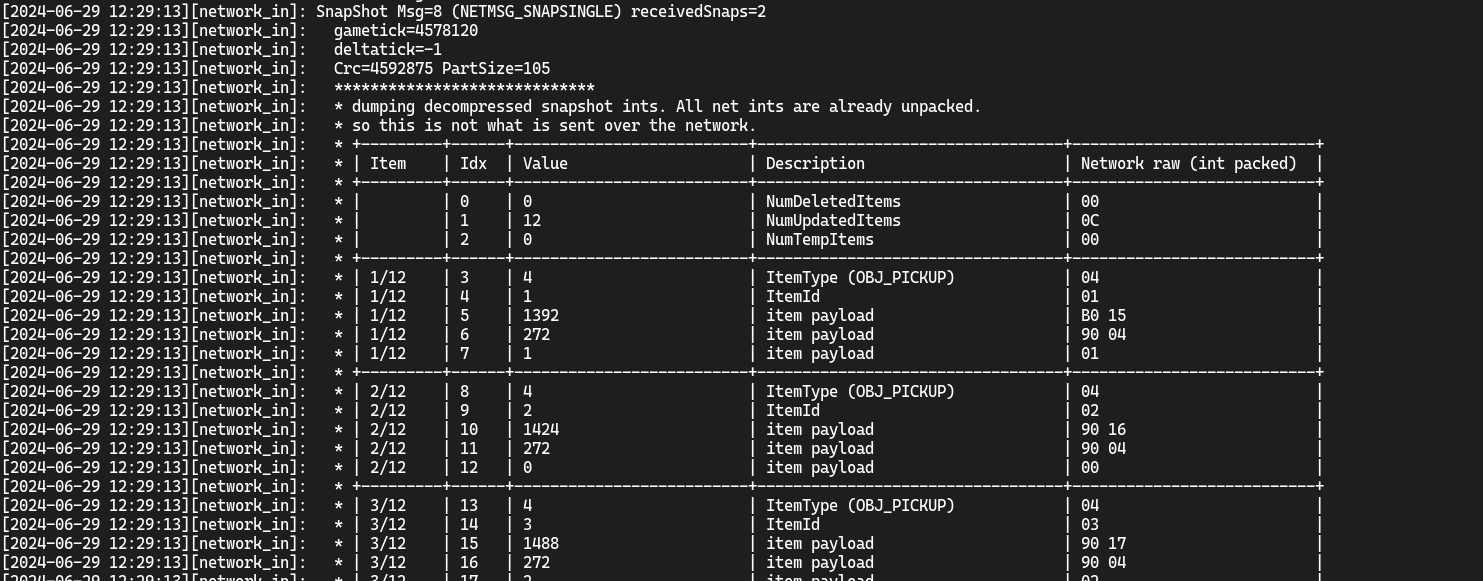 [2024-06-29 12:29:13][network_in]: SnapShot Msg=8 (NETMSG_SNAPSINGLE) receivedSnaps=2
[2024-06-29 12:29:13][network_in]:   gametick=4578120
[2024-06-29 12:29:13][network_in]:   deltatick=-1
[2024-06-29 12:29:13][network_in]:   Crc=4592875 PartSize=105
[2024-06-29 12:29:13][network_in]:   *****************************
[2024-06-29 12:29:13][network_in]:   * dumping decompressed snapshot ints. All net ints are already unpacked.
[2024-06-29 12:29:13][network_in]:   * so this is not what is sent over the network.
[2024-06-29 12:29:13][network_in]:   * +---------+------+--------------------------+----------------------------------+---------------------------+
[2024-06-29 12:29:13][network_in]:   * | Item    | Idx  | Value                    | Description                      | Network raw (int packed)  |
[2024-06-29 12:29:13][network_in]:   * +---------+------+--------------------------+----------------------------------+---------------------------+
[2024-06-29 12:29:13][network_in]:   * |         | 0    | 0                        | NumDeletedItems                  | 00                        |
[2024-06-29 12:29:13][network_in]:   * |         | 1    | 12                       | NumUpdatedItems                  | 0C                        |
[2024-06-29 12:29:13][network_in]:   * |         | 2    | 0                        | NumTempItems                     | 00                        |
[2024-06-29 12:29:13][network_in]:   * +---------+------+--------------------------+----------------------------------+---------------------------+
[2024-06-29 12:29:13][network_in]:   * | 1/12    | 3    | 4                        | ItemType (OBJ_PICKUP)            | 04                        |
[2024-06-29 12:29:13][network_in]:   * | 1/12    | 4    | 1                        | ItemId                           | 01                        |
[2024-06-29 12:29:13][network_in]:   * | 1/12    | 5    | 1392                     | item payload                     | B0 15                     |
[2024-06-29 12:29:13][network_in]:   * | 1/12    | 6    | 272                      | item payload                     | 90 04                     |
[2024-06-29 12:29:13][network_in]:   * | 1/12    | 7    | 1                        | item payload                     | 01                        |
[2024-06-29 12:29:13][network_in]:   * +---------+------+--------------------------+----------------------------------+---------------------------+
[2024-06-29 12:29:13][network_in]:   * | 2/12    | 8    | 4                        | ItemType (OBJ_PICKUP)            | 04                        |
[2024-06-29 12:29:13][network_in]:   * | 2/12    | 9    | 2                        | ItemId                           | 02                        |
[2024-06-29 12:29:13][network_in]:   * | 2/12    | 10   | 1424                     | item payload                     | 90 16                     |
[2024-06-29 12:29:13][network_in]:   * | 2/12    | 11   | 272                      | item payload                     | 90 04                     |
[2024-06-29 12:29:13][network_in]:   * | 2/12    | 12   | 0                        | item payload                     | 00                        |
[2024-06-29 12:29:13][network_in]:   * +---------+------+--------------------------+----------------------------------+---------------------------+
[2024-06-29 12:29:13][network_in]:   * | 3/12    | 13   | 4                        | ItemType (OBJ_PICKUP)            | 04                        |
[2024-06-29 12:29:13][network_in]:   * | 3/12    | 14   | 3                        | ItemId                           | 03                        |
[2024-06-29 12:29:13][network_in]:   * | 3/12    | 15   | 1488                     | item payload                     | 90 17                     |
[2024-06-29 12:29:13][network_in]:   * | 3/12    | 16   | 272                      | item payload                     | 90 04                     |
[2024-06-29 12:29:13][network_in]:   * | 3/12    | 17   | 2                        | item payload                     | 02                        |